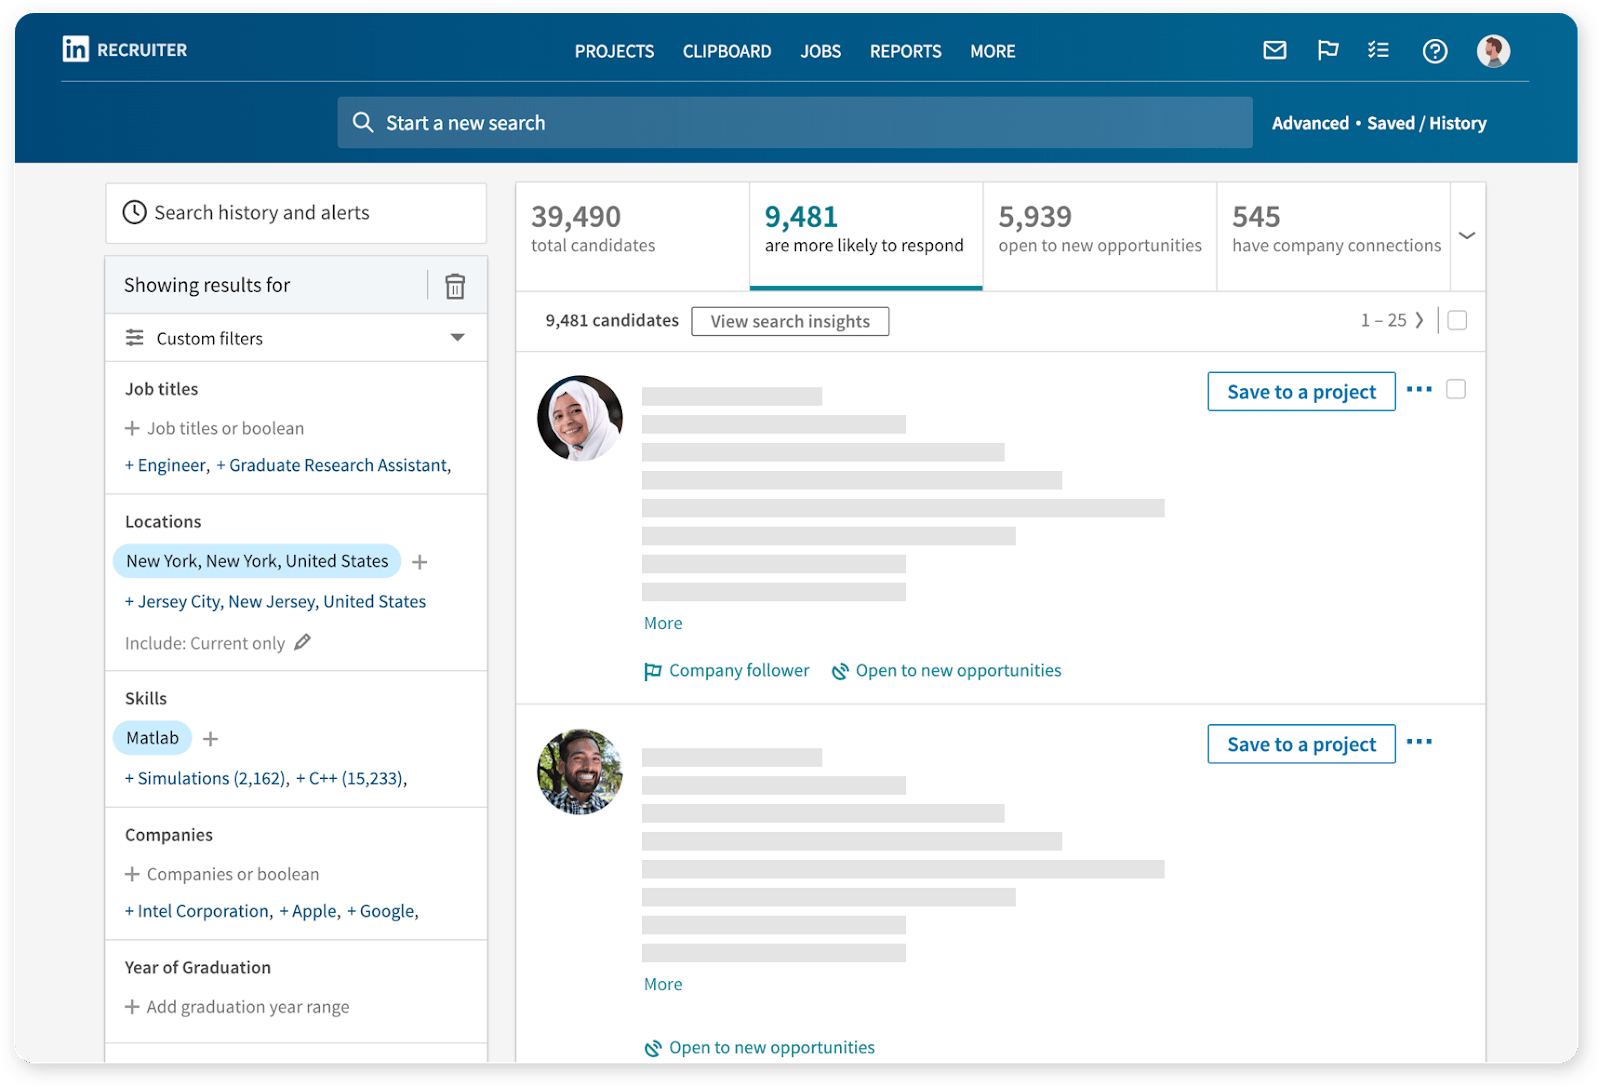 in RECRUITER
PROJECTS CLIPBOARD JOBS REPORTS MORE
Start a new search
Advanced • Saved / History
Search history and alerts
Showing results for
Custom filters
Job titles
+ Job titles or boolean
+ Engineer, + Graduate Research Assistant,
Locations
New York, New York, United States +
+ Jersey City, New Jersey, United States
Include: Current only
Skills
Matlab +
+ Simulations (2,162), + C++ (15,233),
Companies
+ Companies or boolean
+ Intel Corporation, + Apple, + Google,
Year of Graduation
+ Add graduation year range
39,490
total candidates
9,481
are more likely to respond
5,939
open to new opportunities
545
have company connections
9,481 candidates View search insights
1 – 25
Save to a project
More
Company follower Open to new opportunities
Save to a project
More
Open to new opportunities